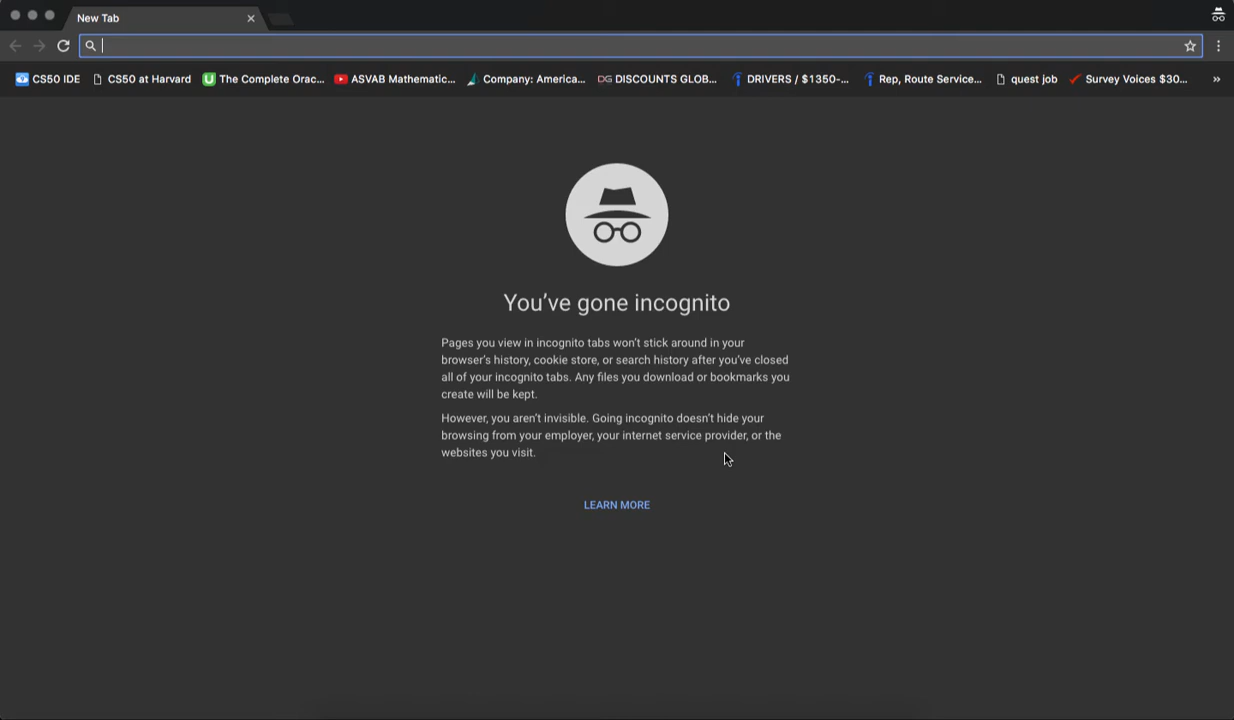 New Tab
CS50 IDE CS50 at Harvard The Complete Orac... ASVAB Mathematic... Company: America... DG DISCOUNTS GLOB... DRIVERS / $1350-... Rep, Route Service... quest job Survey Voices $30... »
You've gone incognito
Pages you view in incognito tabs won't stick around in your
browser's history, cookie store, or search history after you've closed
all of your incognito tabs. Any files you download or bookmarks you
create will be kept.
However, you aren't invisible. Going incognito doesn't hide your
browsing from your employer, your internet service provider, or the
websites you visit.
LEARN MORE